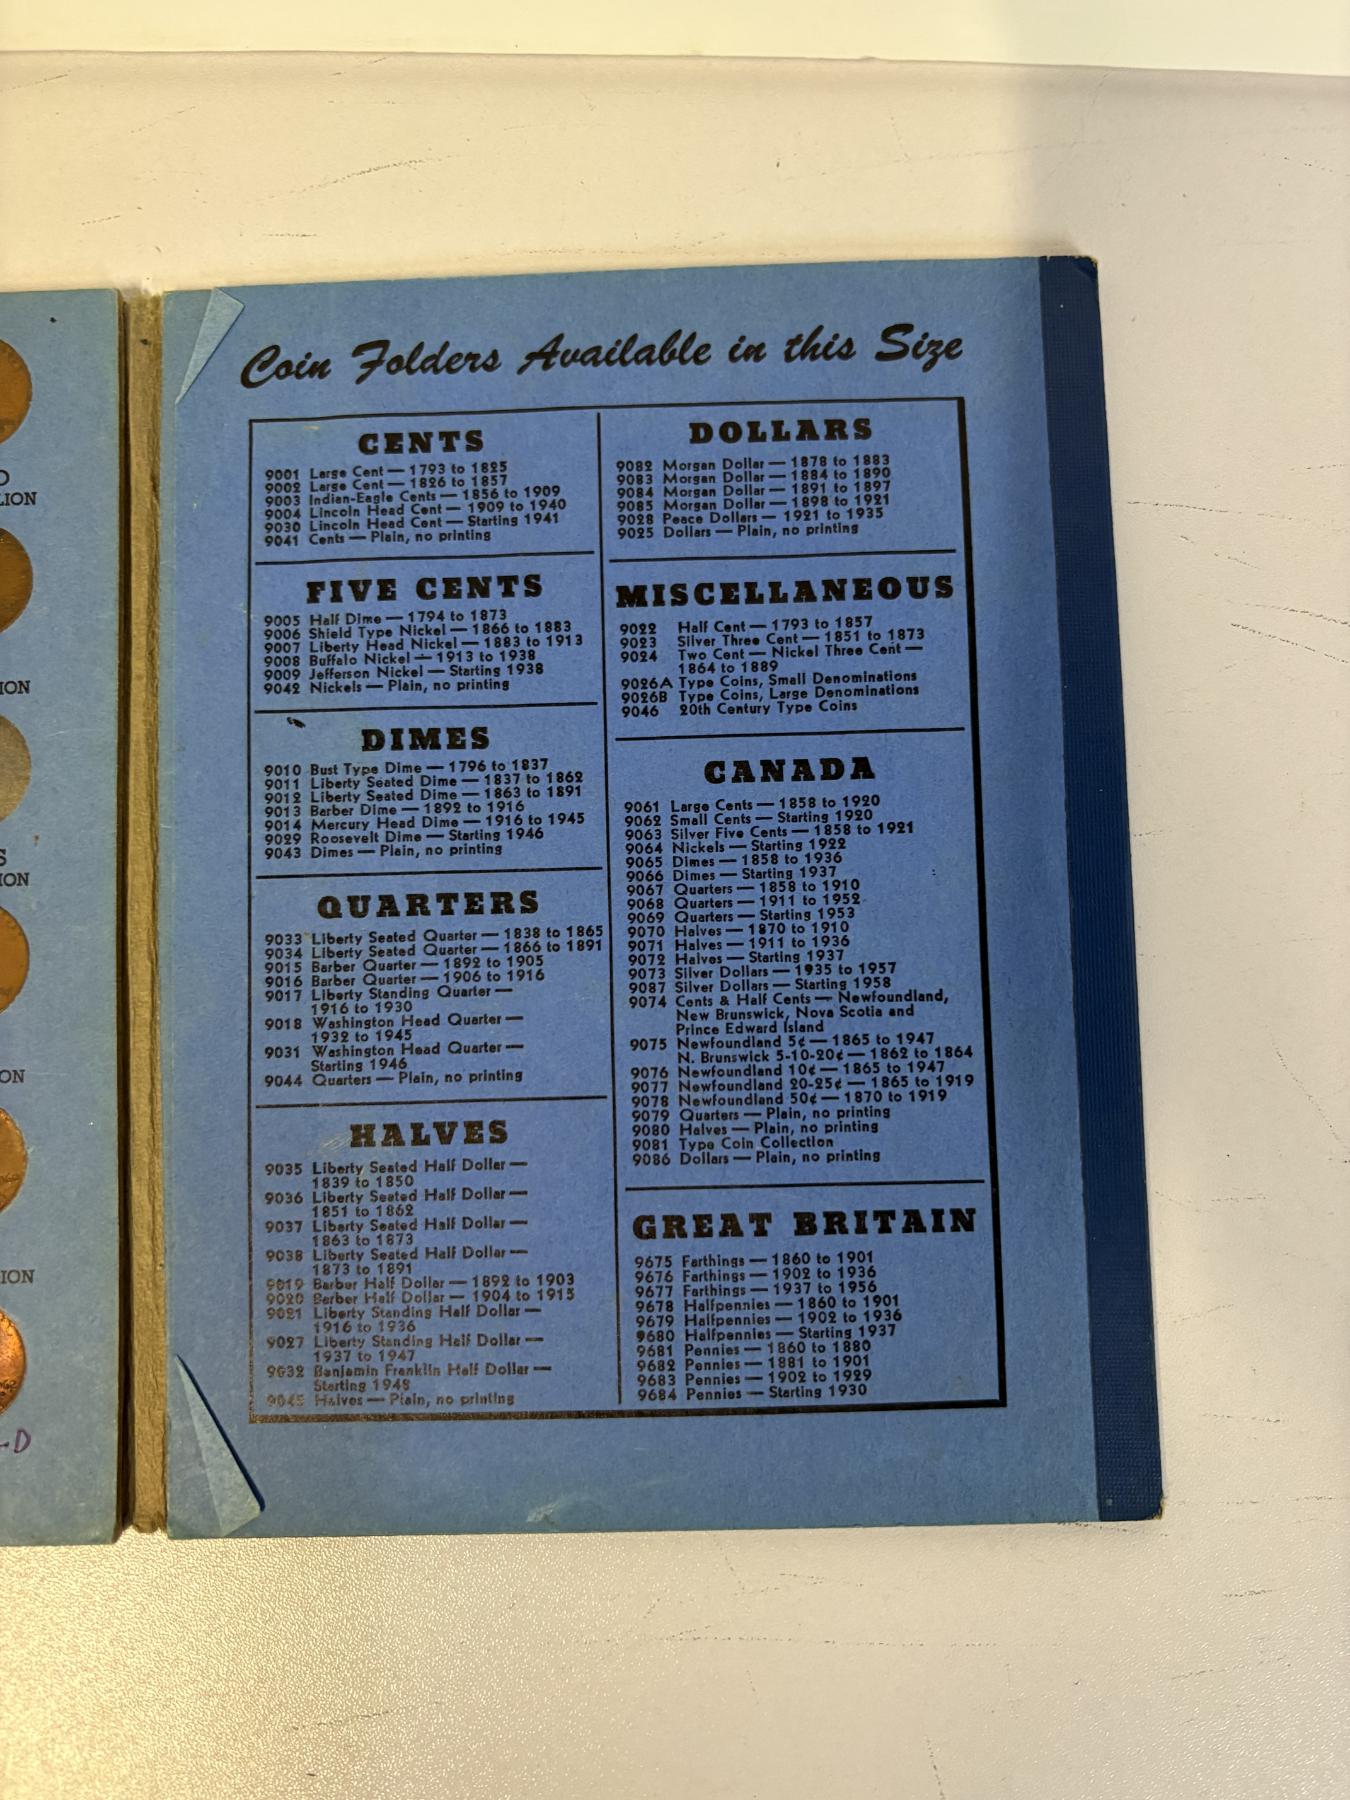 O
LION
ION
S
ION
ON
ION
-D
Coin Folders Available in this Size
CENTS
9001 Large Cent — 1793 to 1825
9002 Large Cent — 1826 to 1857
9003 Indian-Eagle Cents — 1856 to 1909
9004 Lincoln Head Cent — 1909 to 1940
9030 Lincoln Head Cent — Starting 1941
9041 Cents — Plain, no printing
FIVE CENTS
9005 Half Dime — 1794 to 1873
9006 Shield Type Nickel — 1866 to 1883
9007 Liberty Head Nickel — 1883 to 1913
9008 Buffalo Nickel — 1913 to 1938
9009 Jefferson Nickel — Starting 1938
9042 Nickels — Plain, no printing
DIMES
9010 Bust Type Dime — 1796 to 1837
9011 Liberty Seated Dime — 1837 to 1862
9012 Liberty Seated Dime — 1863 to 1891
9013 Barber Dime — 1892 to 1916
9014 Mercury Head Dime — 1916 to 1945
9029 Roosevelt Dime — Starting 1946
9043 Dimes — Plain, no printing
QUARTERS
9033 Liberty Seated Quarter — 1838 to 1865
9034 Liberty Seated Quarter — 1866 to 1891
9015 Barber Quarter — 1892 to 1905
9016 Barber Quarter — 1906 to 1916
9017 Liberty Standing Quarter —
1916 to 1930
9018 Washington Head Quarter —
1932 to 1945
9031 Washington Head Quarter —
Starting 1946
9044 Quarters — Plain, no printing
HALVES
9035 Liberty Seated Half Dollar —
1839 to 1850
9036 Liberty Seated Half Dollar —
1851 to 1862
9037 Liberty Seated Half Dollar —
1863 to 1873
9038 Liberty Seated Half Dollar —
1873 to 1891
9019 Barber Half Dollar — 1892 to 1903
9020 Barber Half Dollar — 1904 to 1915
9021 Liberty Standing Half Dollar —
1916 to 1936
9027 Liberty Standing Half Dollar —
1937 to 1947
9032 Benjamin Franklin Half Dollar —
Starting 1948
9045 Halves — Plain, no printing
DOLLARS
9082 Morgan Dollar — 1878 to 1883
9083 Morgan Dollar — 1884 to 1890
9084 Morgan Dollar — 1891 to 1897
9085 Morgan Dollar — 1898 to 1921
9028 Peace Dollars — 1921 to 1935
9025 Dollars — Plain, no printing
MISCELLANEOUS
9022 Half Cent — 1793 to 1857
9023 Silver Three Cent — 1851 to 1873
9024 Two Cent — Nickel Three Cent —
1864 to 1889
9026A Type Coins, Small Denominations
9026B Type Coins, Large Denominations
9046 20th Century Type Coins
CANADA
9061 Large Cents — 1858 to 1920
9062 Small Cents — Starting 1920
9063 Silver Five Cents — 1858 to 1921
9064 Nickels — Starting 1922
9065 Dimes — 1858 to 1936
9066 Dimes — Starting 1937
9067 Quarters — 1858 to 1910
9068 Quarters — 1911 to 1952
9069 Quarters — Starting 1953
9070 Halves — 1870 to 1910
9071 Halves — 1911 to 1936
9072 Halves — Starting 1937
9073 Silver Dollars — 1935 to 1957
9087 Silver Dollars — Starting 1958
9074 Cents & Half Cents — Newfoundland,
New Brunswick, Nova Scotia and
Prince Edward Island
9075 Newfoundland 5¢ — 1865 to 1947
N. Brunswick 5-10-20¢ — 1862 to 1864
9076 Newfoundland 10¢ — 1865 to 1947
9077 Newfoundland 20-25¢ — 1865 to 1919
9078 Newfoundland 50¢ — 1870 to 1919
9079 Quarters — Plain, no printing
9080 Halves — Plain, no printing
9081 Type Coin Collection
9086 Dollars — Plain, no printing
GREAT BRITAIN
9675 Farthings — 1860 to 1901
9676 Farthings — 1902 to 1936
9677 Farthings — 1937 to 1956
9678 Halfpennies — 1860 to 1901
9679 Halfpennies — 1902 to 1936
9680 Halfpennies — Starting 1937
9681 Pennies — 1860 to 1880
9682 Pennies — 1881 to 1901
9683 Pennies — 1902 to 1929
9684 Pennies — Starting 1930